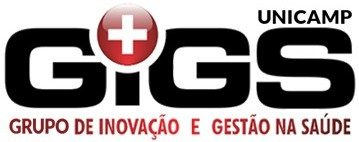 UNICAMP
GiGS
GRUPO DE INOVAÇÃO E GESTÃO NA SAÚDE